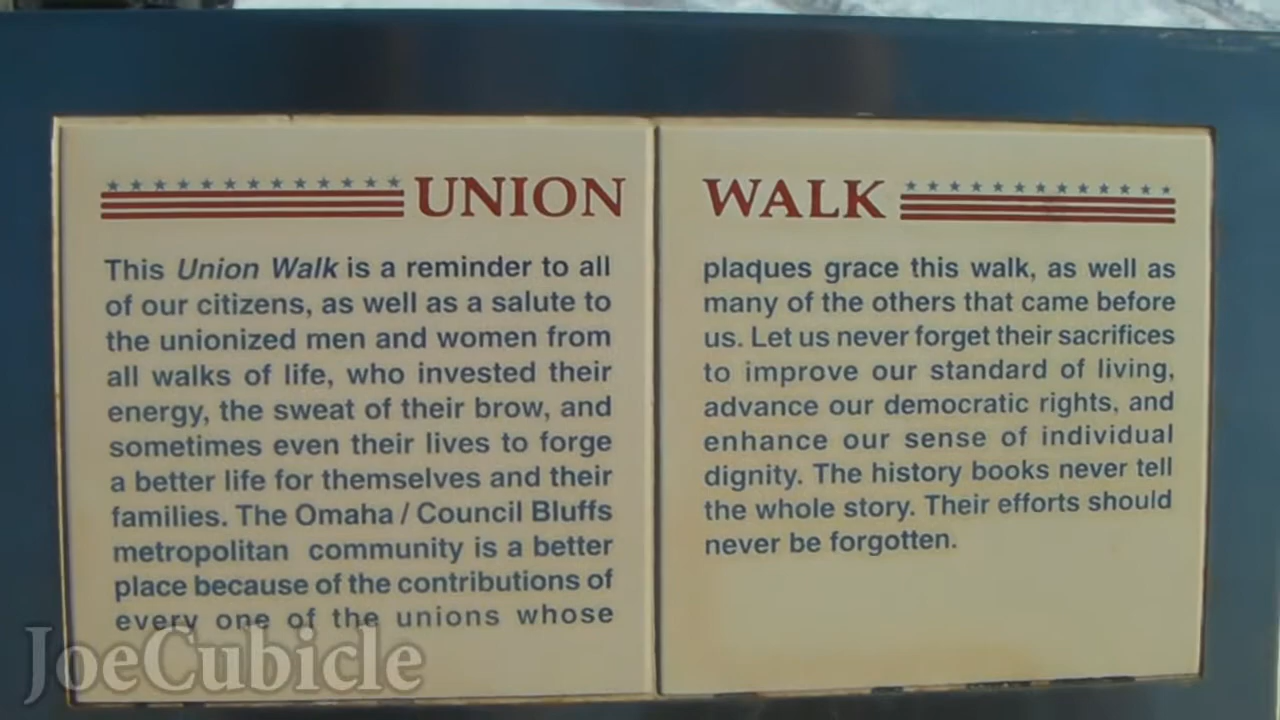 UNION
This Union Walk is a reminder to all
of our citizens, as well as a salute to
the unionized men and women from
all walks of life, who invested their
energy, the sweat of their brow, and
sometimes even their lives to forge
a better life for themselves and their
families. The Omaha / Council Bluffs
metropolitan community is a better
place because of the contributions of
every one of the unions whose
WALK
plaques grace this walk, as well as
many of the others that came before
us. Let us never forget their sacrifices
to improve our standard of living,
advance our democratic rights, and
enhance our sense of individual
dignity. The history books never tell
the whole story. Their efforts should
never be forgotten.
JoeCubicle